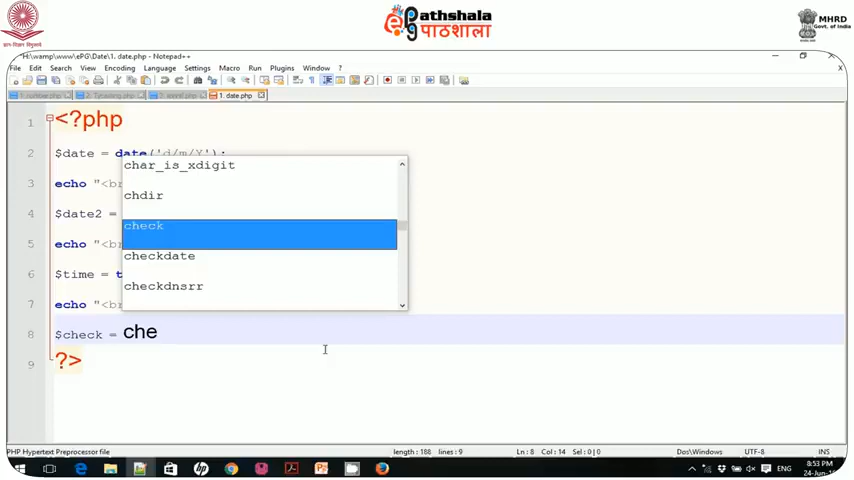 ePathshala
पाठशाला
MHRD
Govt. of India
H:\wamp\www\ePG\Date\1. date.php - Notepad++
File Edit Search View Encoding Language Settings Macro Run Plugins Window ?
1. date.php
1 <?php
2 $date = date('d/m/Y');
3 echo "<br
4 $date2 =
5 echo "<br
6 $time = t
7 echo "<br
8 $check = che
9 ?>
char_is_xdigit
chdir
check
checkdate
checkdnsrr
PHP Hypertext Preprocessor file length : 188 lines : 9 Ln : 8 Col : 14 Sel : 0 | 0 Dos\Windows UTF-8 INS
ENG 8:53 PM